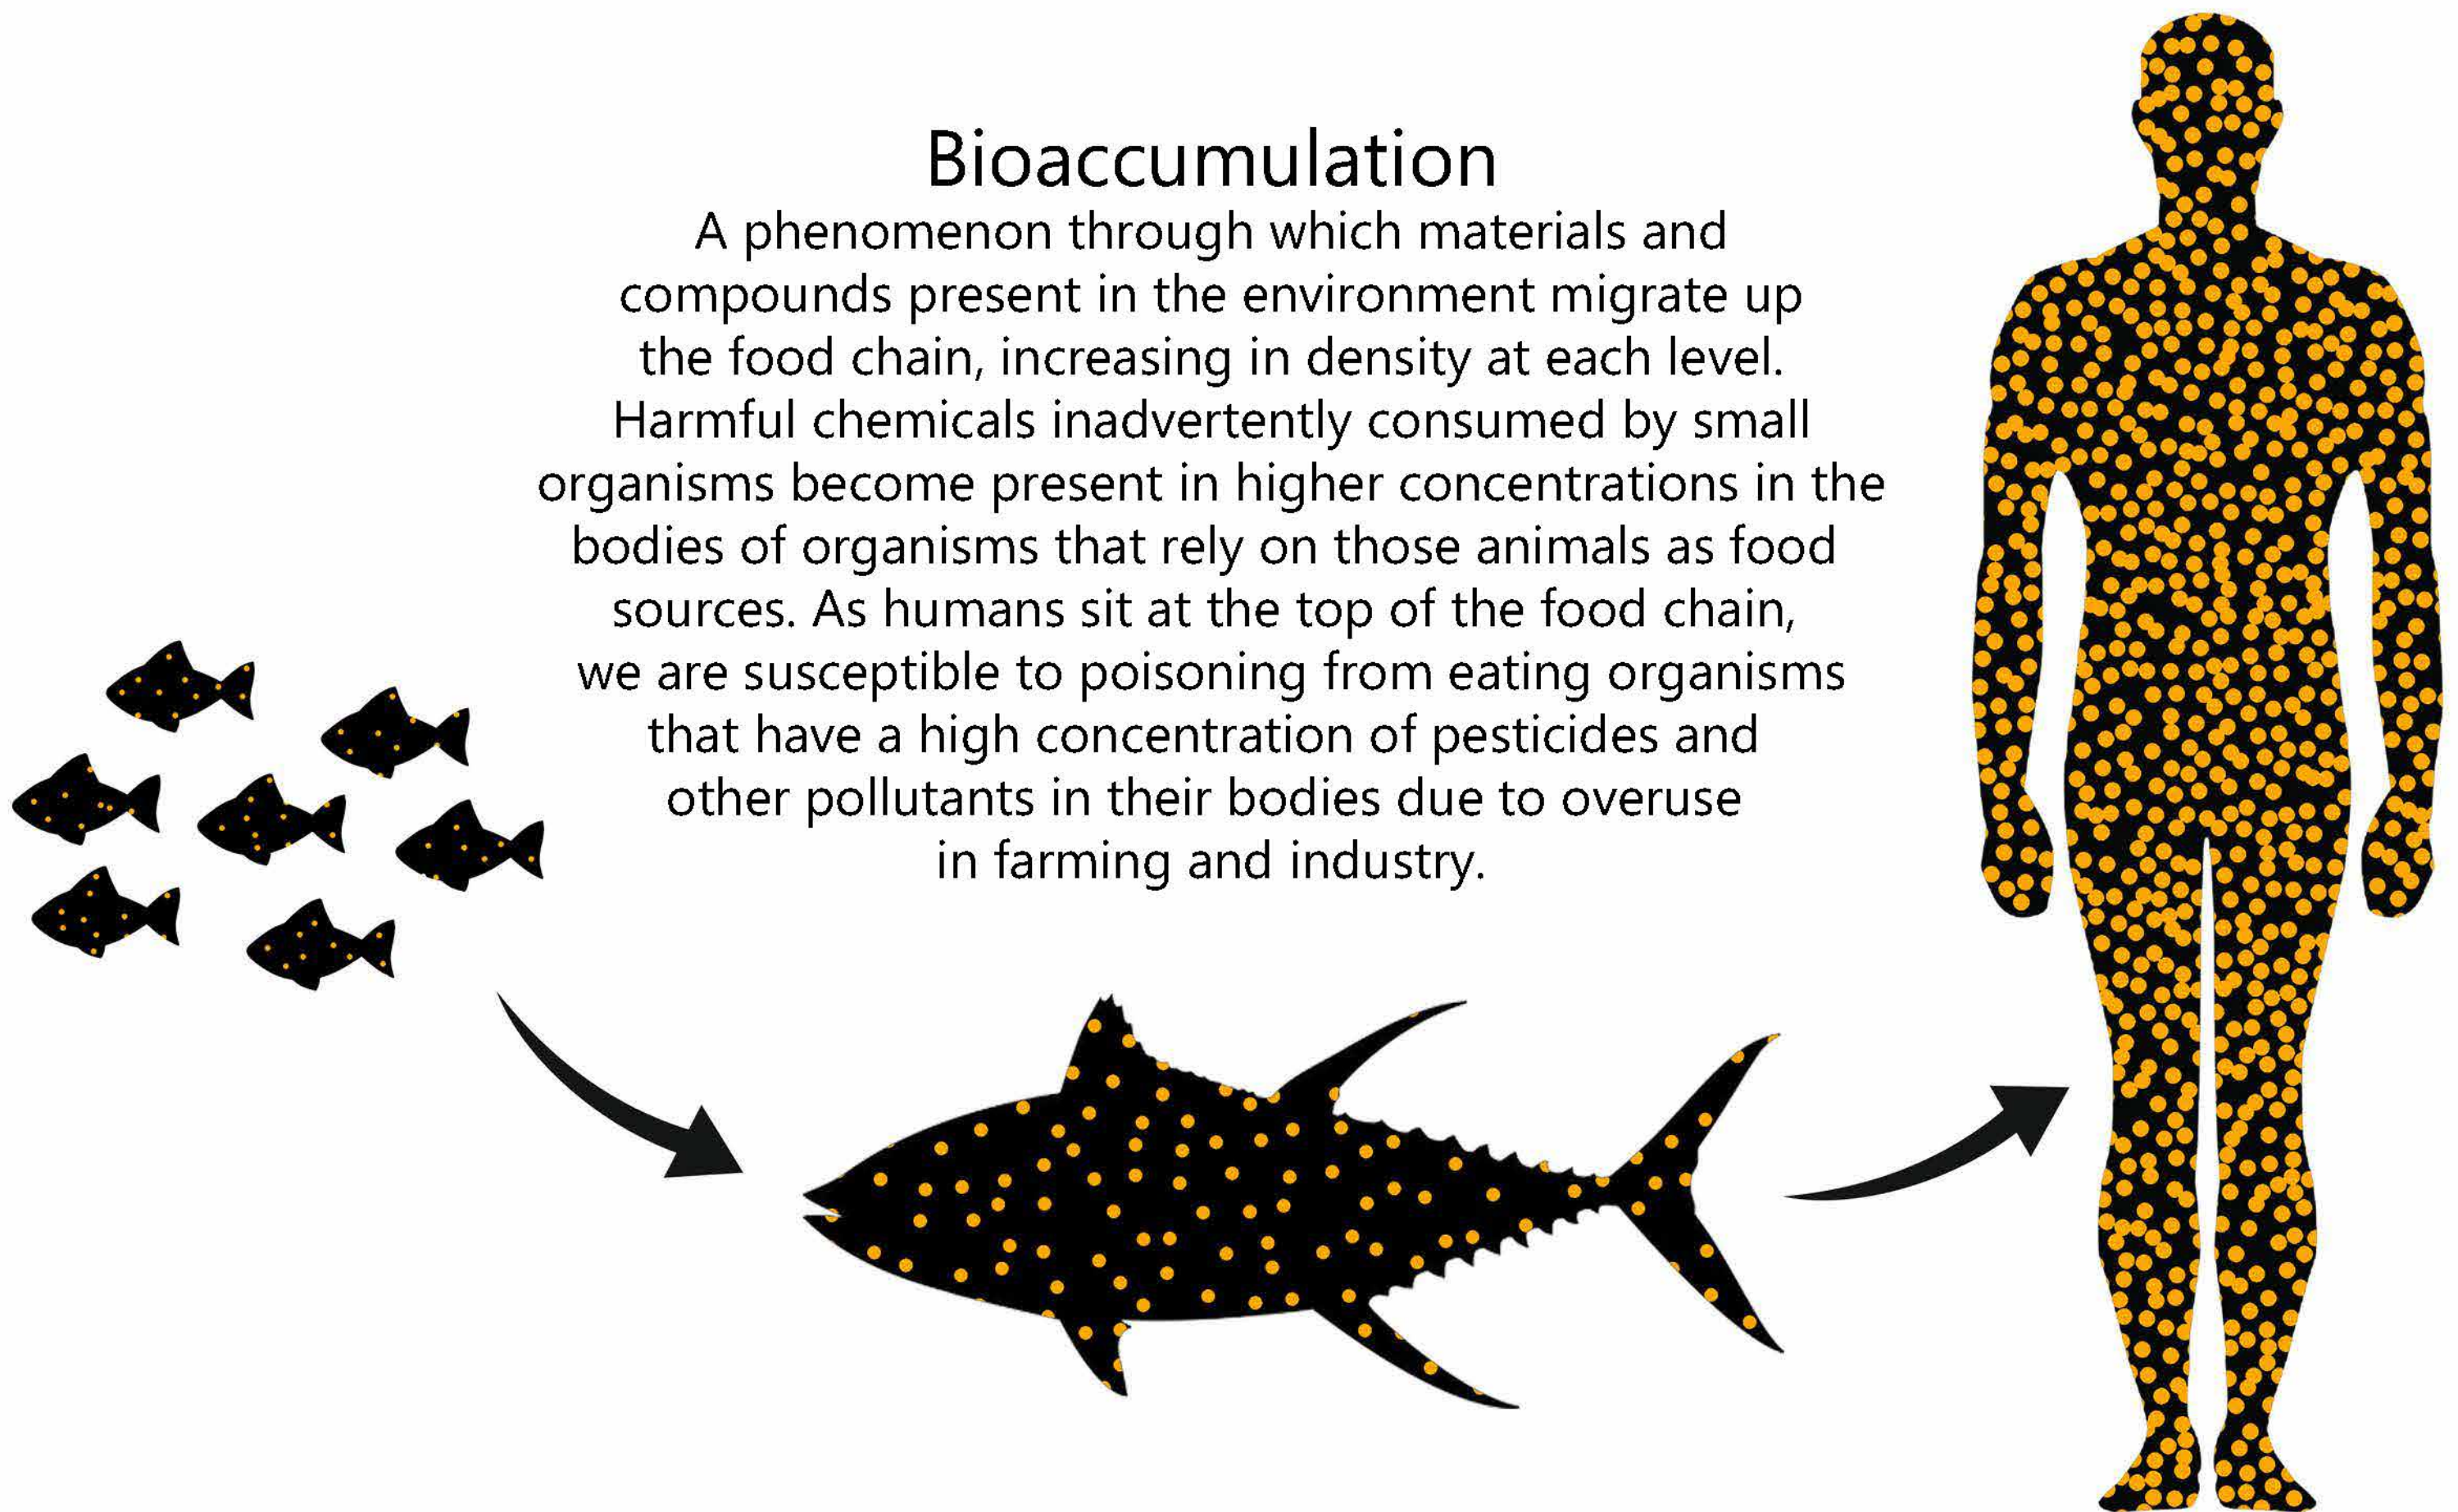 Bioaccumulation
A phenomenon through which materials and
compounds present in the environment migrate up
the food chain, increasing in density at each level.
Harmful chemicals inadvertently consumed by small
organisms become present in higher concentrations in the
bodies of organisms that rely on those animals as food
sources. As humans sit at the top of the food chain,
we are susceptible to poisoning from eating organisms
that have a high concentration of pesticides and
other pollutants in their bodies due to overuse
in farming and industry.